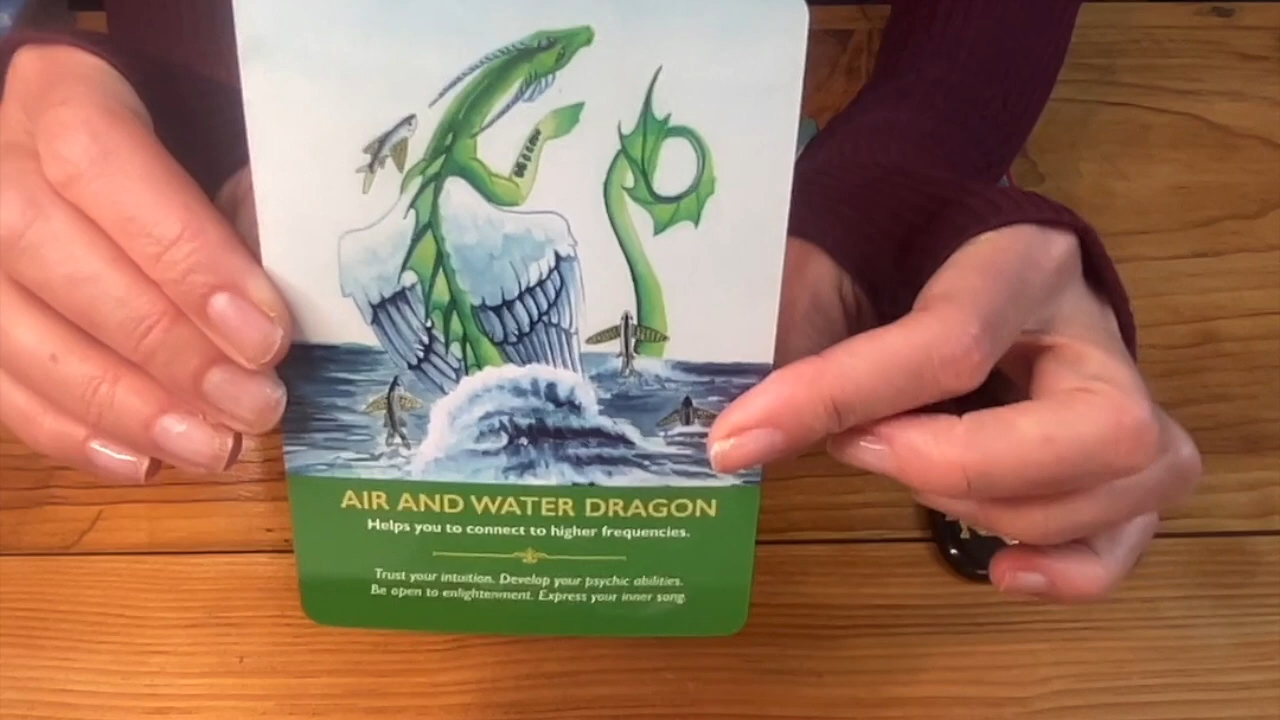 AIR AND WATER DRAGON
Helps you to connect to higher frequencies.
Trust your intuition. Develop your psychic abilities.
Be open to enlightenment. Express your inner song.